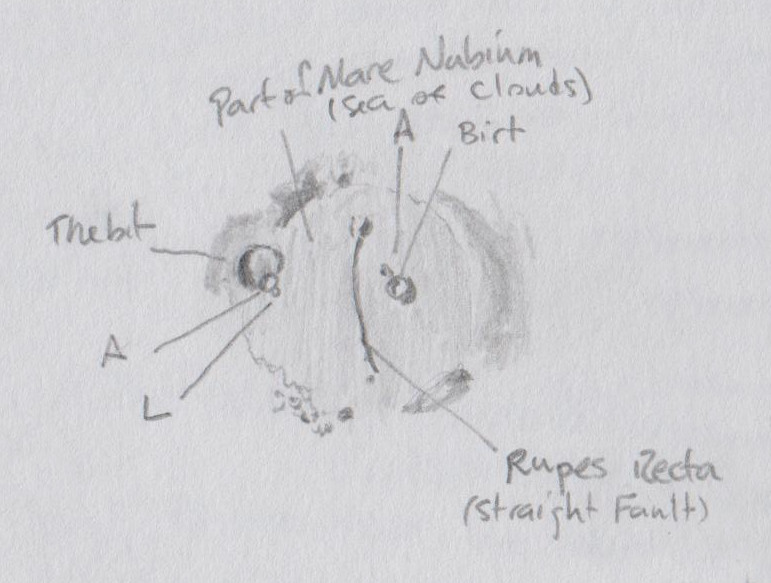 Part of Mare Nubium
(Sea of Clouds)
A
Birt
Thebit
A
L
Rupes Recta
(Straight Fault)